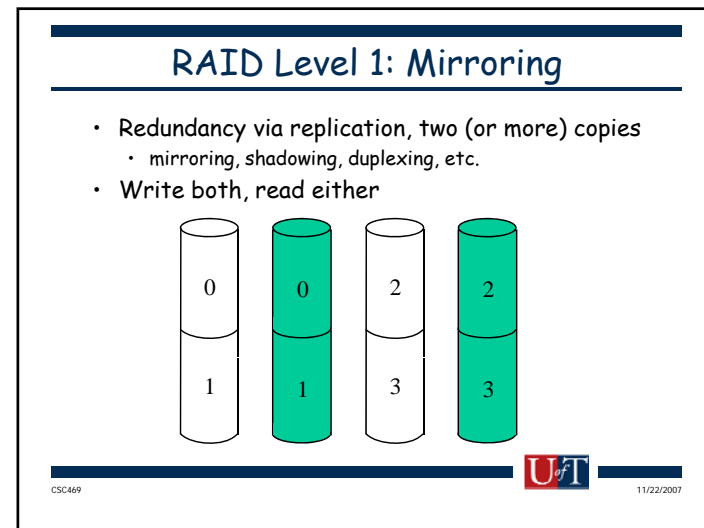 RAID Level 1: Mirroring
• Redundancy via replication, two (or more) copies
• mirroring, shadowing, duplexing, etc.
• Write both, read either
0 0 2 2
1 1 3 3
CSC469 UofT 11/22/2007